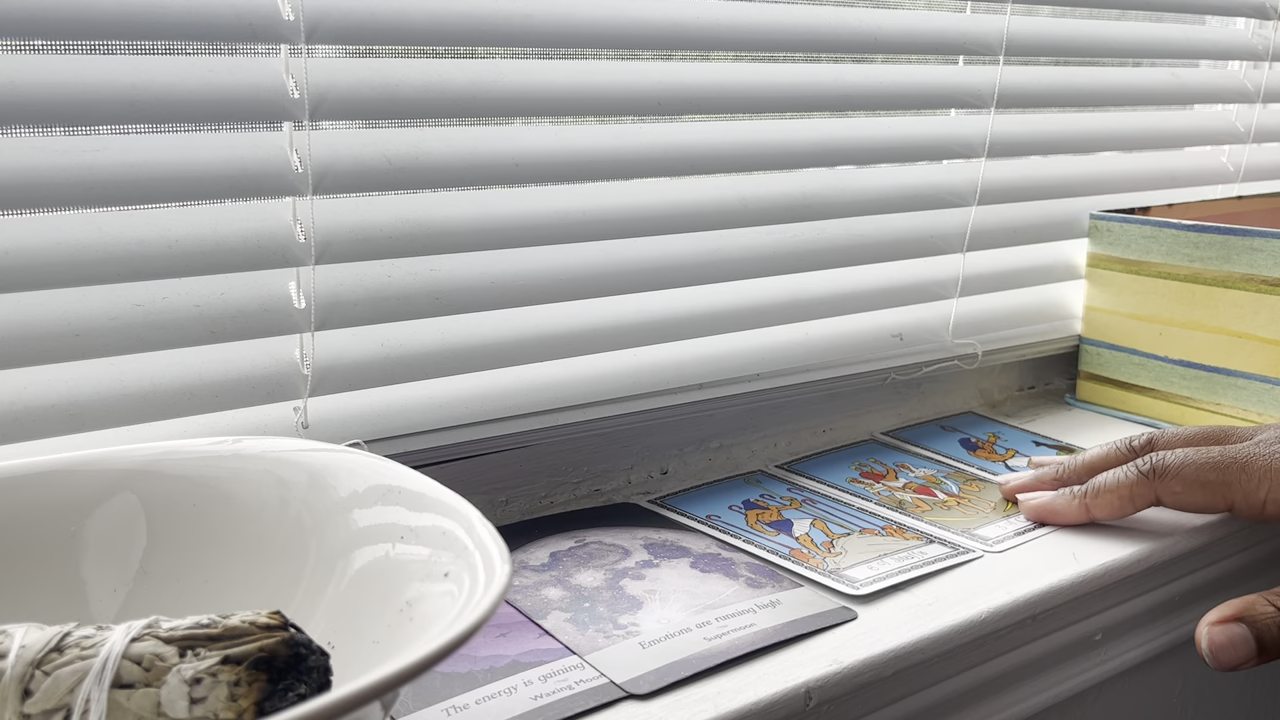 The energy is gaining
Waxing Moon
Emotions are running high!
Supermoon